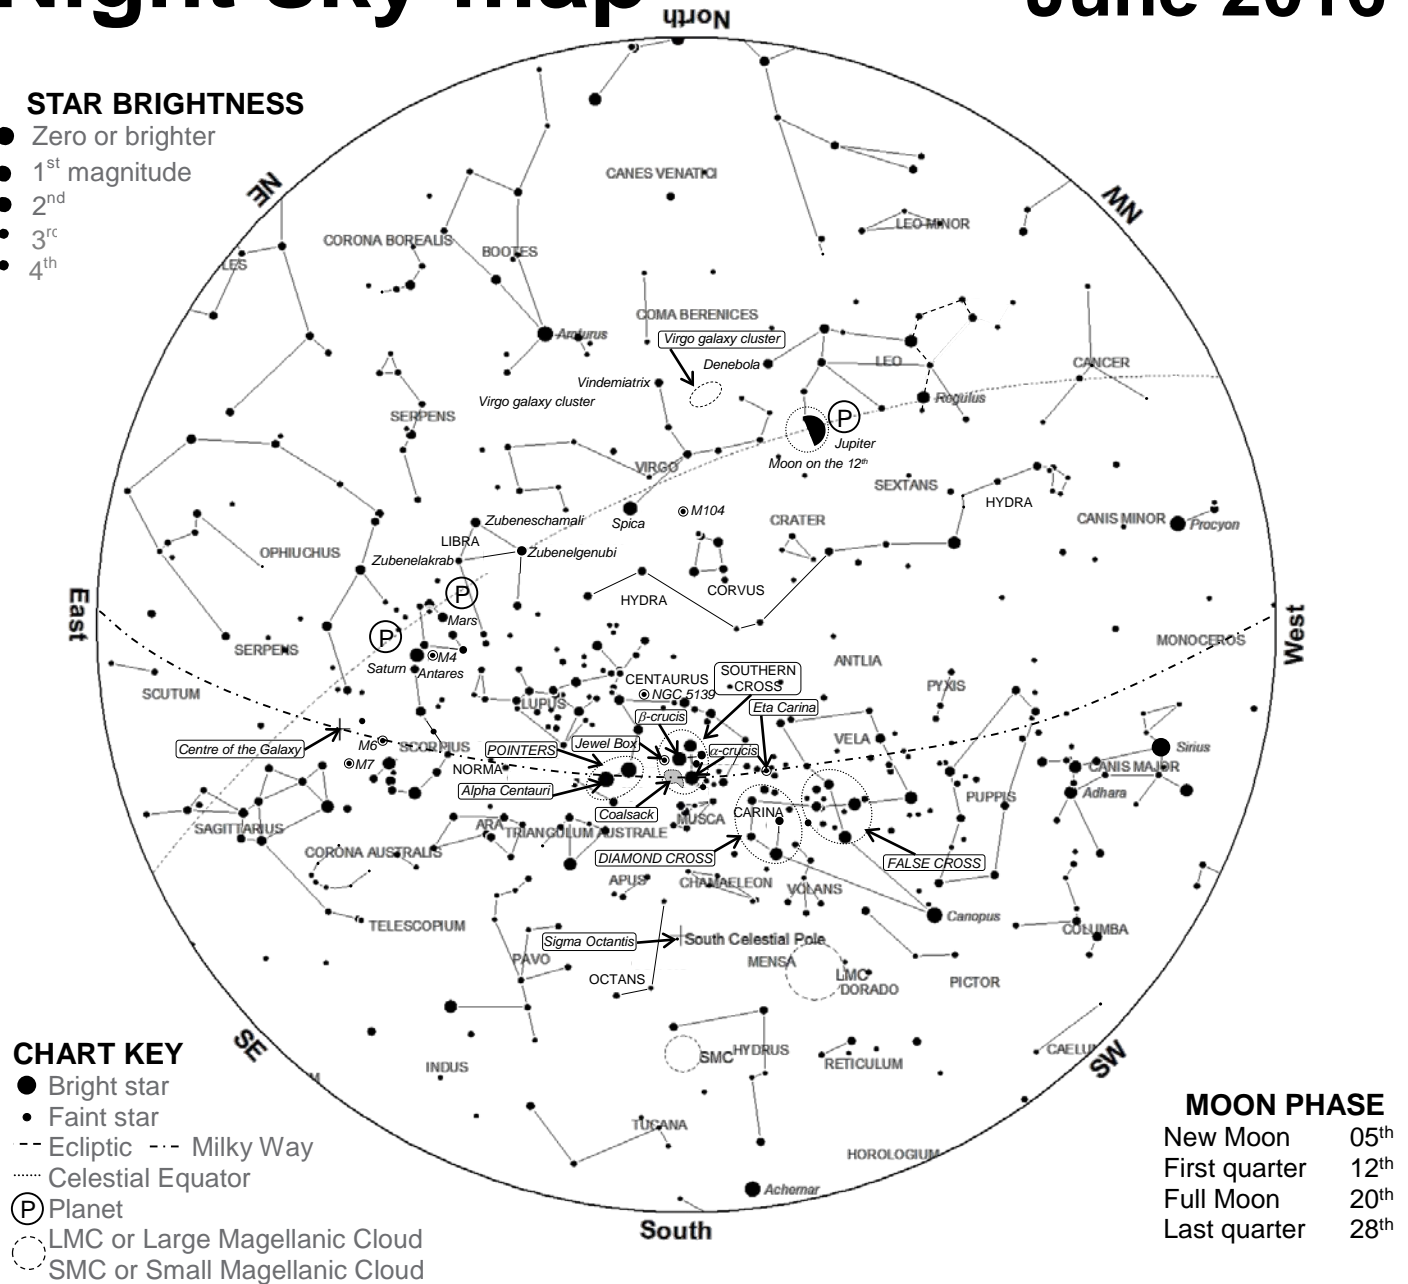 Night Sky Map
June 2016
North
STAR BRIGHTNESS
Zero or brighter
1st magnitude
2nd
3r
4th
NE
NW
CANES VENATICI
LEO MINOR
CORONA BOREALIS
BOOTES
LES
COMA BERENICES
Arcturus
Virgo galaxy cluster
Denebola
LEO
CANCER
Vindemiatrix
Virgo galaxy cluster
Regulus
SERPENS
P
Jupiter
Moon on the 12th
VIRGO
SEXTANS
HYDRA
Zubeneschamali
Spica
M104
CRATER
CANIS MINOR
Procyon
LIBRA
OPHIUCHUS
Zubenelakrab
Zubenelgenubi
CORVUS
HYDRA
East
P
Mars
West
P
SERPENS
MONOCEROS
Saturn
M4
Antares
ANTLIA
SCUTUM
CENTAURUS
SOUTHERN
CROSS
PYXIS
NGC 5139
LUPUS
β-crucis
Eta Carina
Centre of the Galaxy
M6
SCORPIUS
POINTERS
Jewel Box
α-crucis
VELA
Sirius
M7
NORMA
CANIS MAJOR
Alpha Centauri
Adhara
PUPPIS
Coalsack
CARINA
MUSCA
SAGITTARIUS
ARA
TRIANGULUM AUSTRALE
CORONA AUSTRALIS
DIAMOND CROSS
FALSE CROSS
APUS
CHAMAELEON
VOLANS
Canopus
TELESCOPIUM
COLUMBA
Sigma Octantis
South Celestial Pole
PAVO
MENSA
OCTANS
LMC
DORADO
PICTOR
SE
SW
SMC
HYDRUS
CAELU
RETICULUM
INDUS
M
TUCANA
HOROLOGIUM
Achernar
South
CHART KEY
Bright star
Faint star
Ecliptic
Milky Way
Celestial Equator
P Planet
LMC or Large Magellanic Cloud
SMC or Small Magellanic Cloud
MOON PHASE
New Moon 05th
First quarter 12th
Full Moon 20th
Last quarter 28th